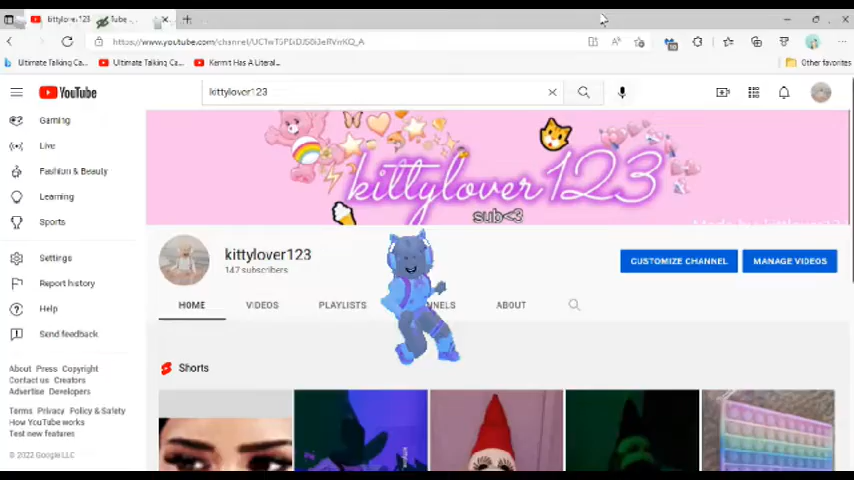 kittylover123
Tube
https://www.youtube.com/channel/
Ultimate Talking Ca...
Ultimate Talking Ca...
Kermit Has A Literal...
Other favorites
YouTube
kittylover123
Gaming
Live
Fashion & Beauty
Learning
Sports
Settings
Report history
Help
Send feedback
About Press Copyright
Contact us Creators
Advertise Developers
Terms Privacy Policy & Safety
How YouTube works
Test new features
© 2022 Google LLC
kittylover123
sub<3
kittylover123
147 subscribers
CUSTOMIZE CHANNEL
MANAGE VIDEOS
HOME
VIDEOS
PLAYLISTS
NNELS
ABOUT
Shorts